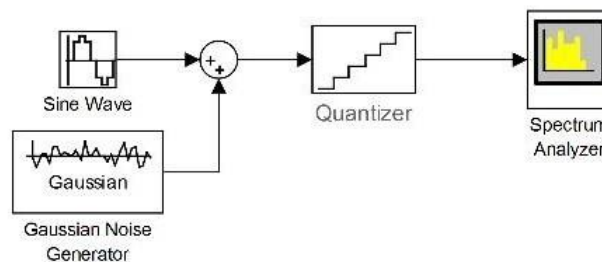 Sine Wave
+
+
Quantizer
Spectrum
Analyzer
Gaussian
Gaussian Noise
Generator